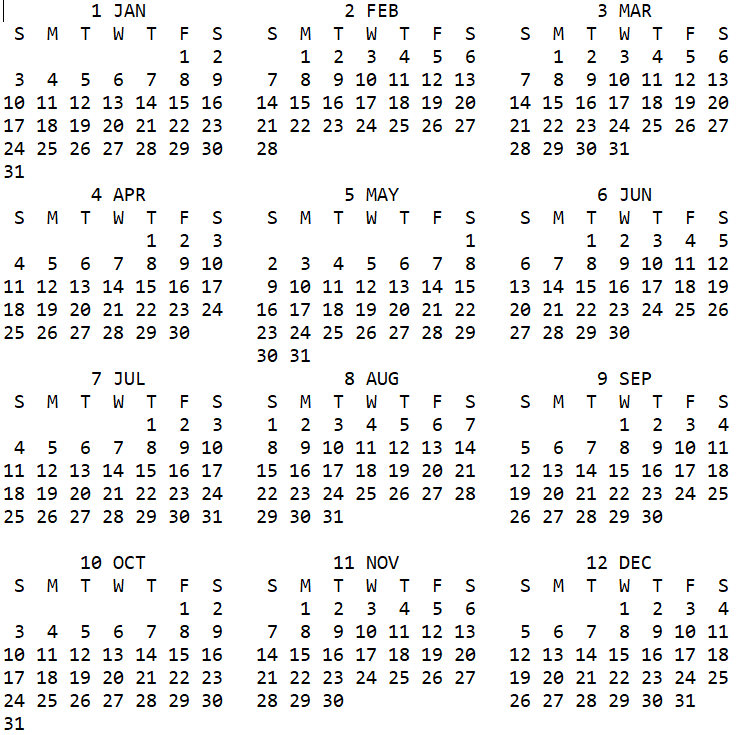 1 JAN                  2 FEB                  3 MAR
 S  M  T  W  T  F  S    S  M  T  W  T  F  S    S  M  T  W  T  F  S
                1  2       1  2  3  4  5  6       1  2  3  4  5  6
 3  4  5  6  7  8  9    7  8  9 10 11 12 13    7  8  9 10 11 12 13
10 11 12 13 14 15 16   14 15 16 17 18 19 20   14 15 16 17 18 19 20
17 18 19 20 21 22 23   21 22 23 24 25 26 27   21 22 23 24 25 26 27
24 25 26 27 28 29 30   28                     28 29 30 31
31
        4 APR                  5 MAY                  6 JUN
 S  M  T  W  T  F  S    S  M  T  W  T  F  S    S  M  T  W  T  F  S
             1  2  3                      1          1  2  3  4  5
 4  5  6  7  8  9 10    2  3  4  5  6  7  8    6  7  8  9 10 11 12
11 12 13 14 15 16 17    9 10 11 12 13 14 15   13 14 15 16 17 18 19
18 19 20 21 22 23 24   16 17 18 19 20 21 22   20 21 22 23 24 25 26
25 26 27 28 29 30      23 24 25 26 27 28 29   27 28 29 30
                       30 31
        7 JUL                  8 AUG                  9 SEP
 S  M  T  W  T  F  S    S  M  T  W  T  F  S    S  M  T  W  T  F  S
             1  2  3    1  2  3  4  5  6  7             1  2  3  4
 4  5  6  7  8  9 10    8  9 10 11 12 13 14    5  6  7  8  9 10 11
11 12 13 14 15 16 17   15 16 17 18 19 20 21   12 13 14 15 16 17 18
18 19 20 21 22 23 24   22 23 24 25 26 27 28   19 20 21 22 23 24 25
25 26 27 28 29 30 31   29 30 31               26 27 28 29 30

       10 OCT                 11 NOV                 12 DEC
 S  M  T  W  T  F  S    S  M  T  W  T  F  S    S  M  T  W  T  F  S
                1  2       1  2  3  4  5  6             1  2  3  4
 3  4  5  6  7  8  9    7  8  9 10 11 12 13    5  6  7  8  9 10 11
10 11 12 13 14 15 16   14 15 16 17 18 19 20   12 13 14 15 16 17 18
17 18 19 20 21 22 23   21 22 23 24 25 26 27   19 20 21 22 23 24 25
24 25 26 27 28 29 30   28 29 30               26 27 28 29 30 31
31